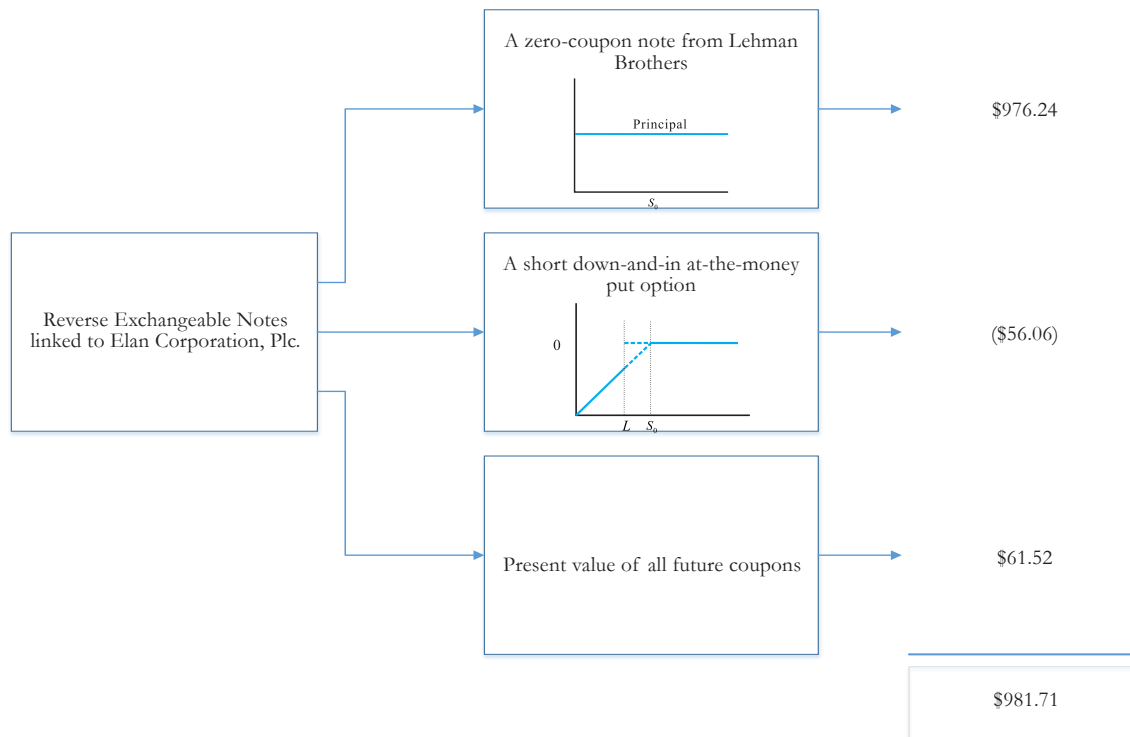 A zero-coupon note from Lehman
Brothers
Principal
S₀
$976.24
Reverse Exchangeable Notes
linked to Elan Corporation, Plc.
A short down-and-in at-the-money
put option
0
L S₀
($56.06)
Present value of all future coupons
$61.52
$981.71